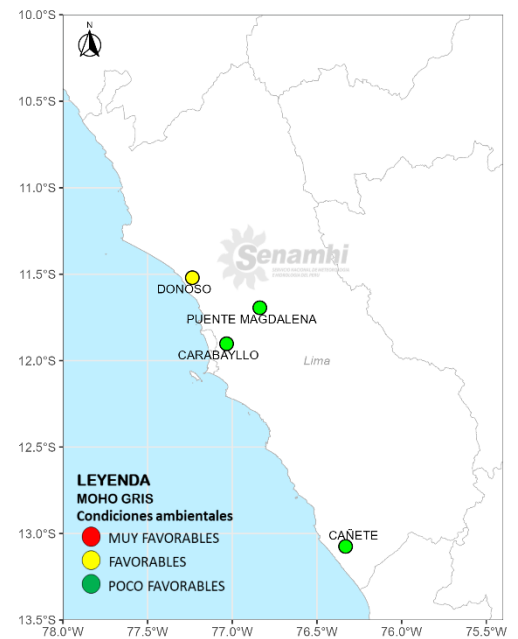 10.0°S
N
10.5°S
11.0°S
Senamhi
11.5°S
DONOSO
PUENTE MAGDALENA
CARABAYLLO
12.0°S
Lima
12.5°S
LEYENDA
MOHO GRIS
Condiciones ambientales
13.0°S
CAÑETE
MUY FAVORABLES
FAVORABLES
POCO FAVORABLES
13.5°S
78.0°W 77.5°W 77.0°W 76.5°W 76.0°W 75.5°W